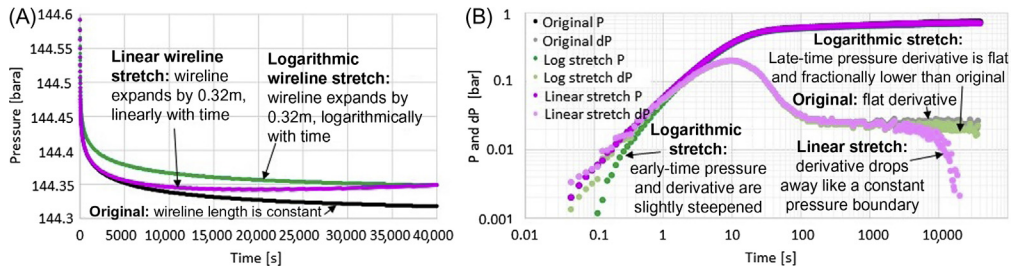 (A)
144.6
144.55
144.5
144.45
144.4
144.35
144.3
Pressure [bara]
Linear wireline
stretch: wireline
expands by 0.32m,
linearly with time
Logarithmic
wireline stretch:
wireline expands by
0.32m, logarithmically
with time
Original: wireline length is constant
0 5000 10,000 15,000 20,000 25,000 30,000 35,000 40,000
Time [s]
(B)
1
0.1
0.01
0.001
P and dP [bar]
Original P
Original dP
Log stretch P
Log stretch dP
Linear stretch P
Linear stretch dP
Logarithmic stretch:
Late-time pressure derivative is flat
and fractionally lower than original
Original: flat derivative
Logarithmic
stretch:
early-time pressure
and derivative are
slightly steepened
Linear stretch:
derivative drops
away like a constant
pressure boundary
0.01 0.1 1 10 100 1000 10,000
Time [s]